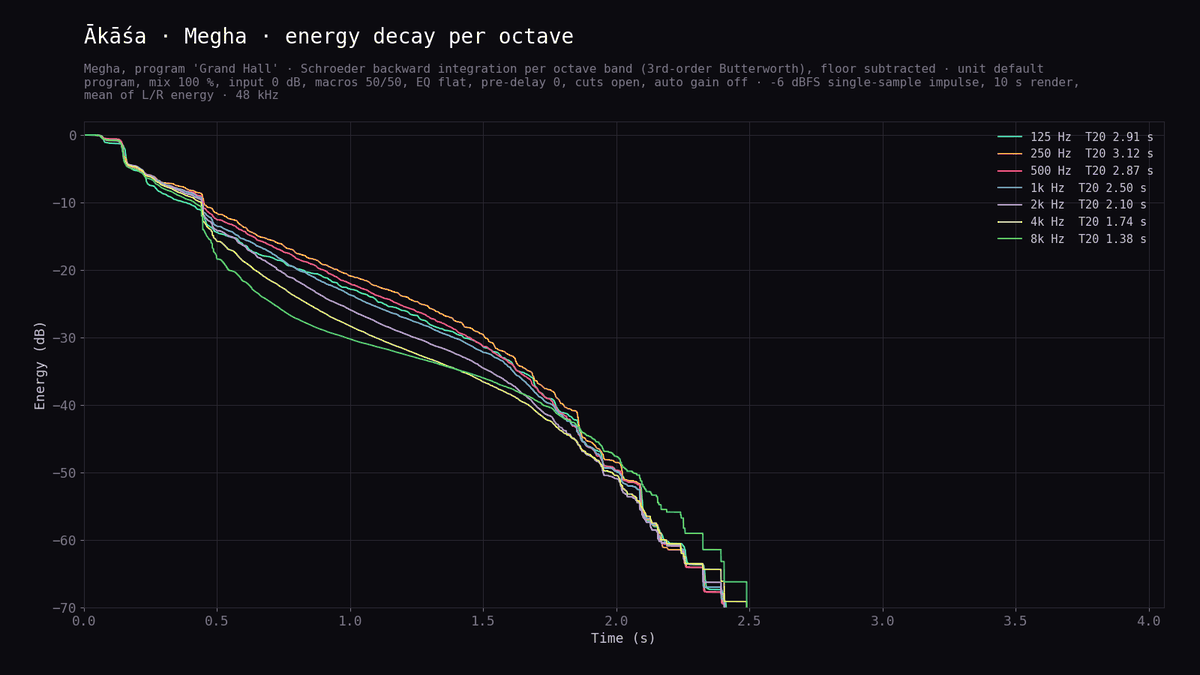 Ākāśa · Megha · energy decay per octave
Megha, program 'Grand Hall' · Schroeder backward integration per octave band (3rd-order Butterworth), floor subtracted · unit default
program, mix 100 %, input 0 dB, macros 50/50, EQ flat, pre-delay 0, cuts open, auto gain off · -6 dBFS single-sample impulse, 10 s render,
mean of L/R energy · 48 kHz
125 Hz  T20 2.91 s
250 Hz  T20 3.12 s
500 Hz  T20 2.87 s
1k Hz  T20 2.50 s
2k Hz  T20 2.10 s
4k Hz  T20 1.74 s
8k Hz  T20 1.38 s
Energy (dB)
0
−10
−20
−30
−40
−50
−60
−70
0.0 0.5 1.0 1.5 2.0 2.5 3.0 3.5 4.0
Time (s)